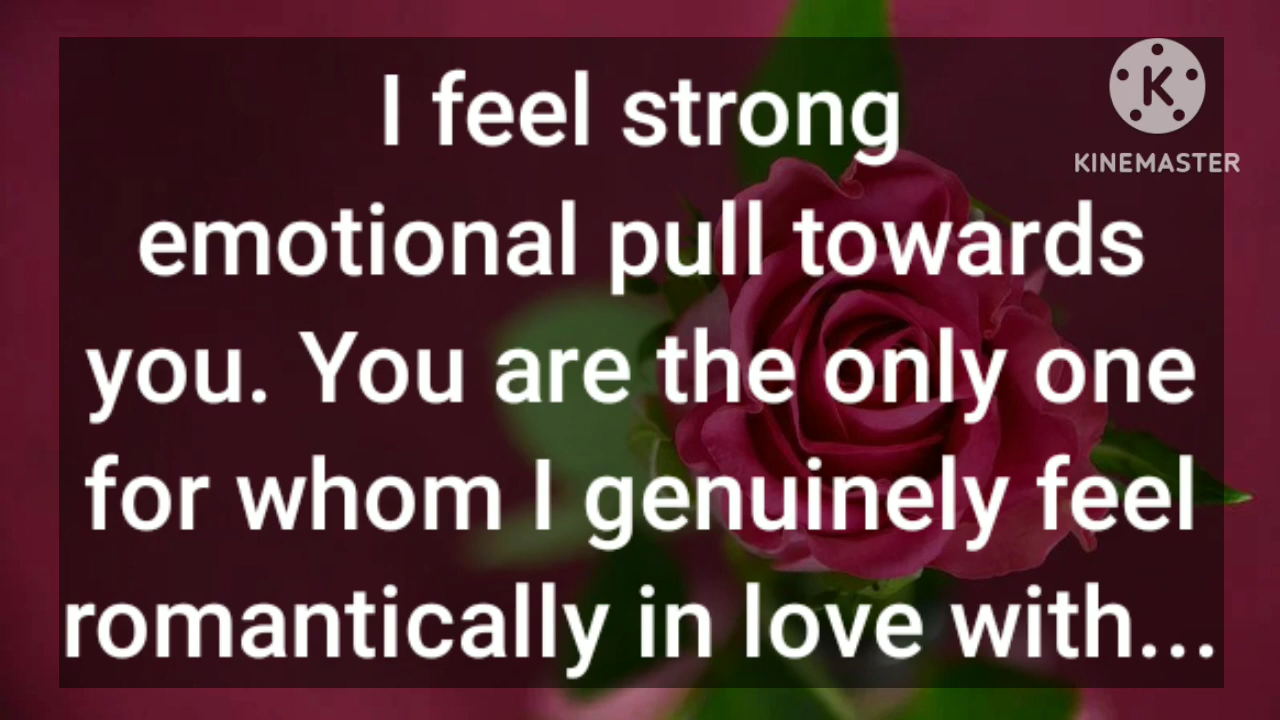 I feel strong
emotional pull towards
you. You are the only one
for whom I genuinely feel
romantically in love with...
K
KINEMASTER